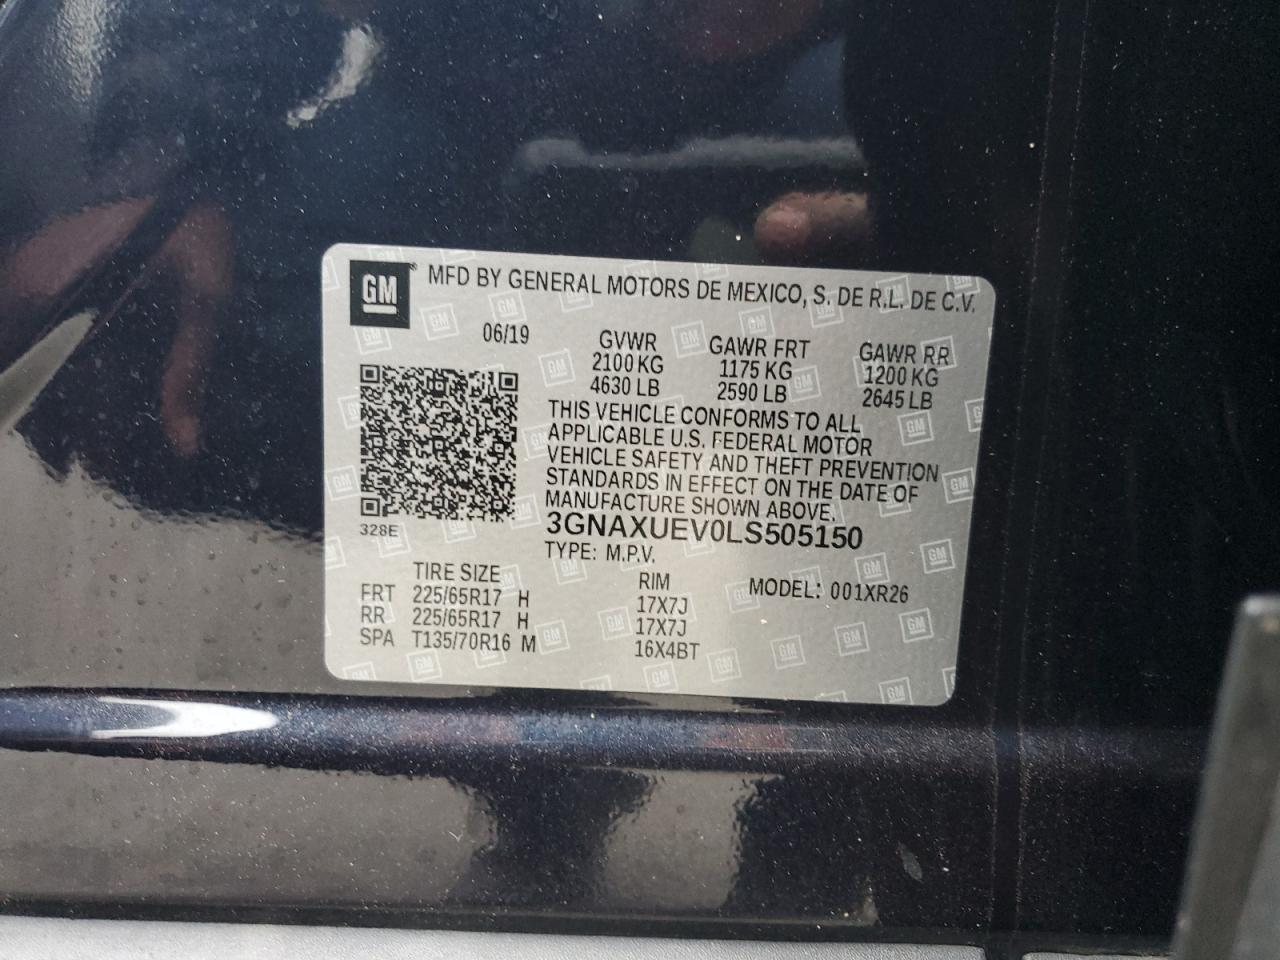 GM® MFD BY GENERAL MOTORS DE MEXICO, S. DE R.L. DE C.V.
06/19 GVWR GAWR FRT GAWR RR
2100 KG 1175 KG 1200 KG
4630 LB 2590 LB 2645 LB
THIS VEHICLE CONFORMS TO ALL
APPLICABLE U.S. FEDERAL MOTOR
VEHICLE SAFETY AND THEFT PREVENTION
STANDARDS IN EFFECT ON THE DATE OF
MANUFACTURE SHOWN ABOVE.
328E 3GNAXUEV0LS505150
TYPE: M.P.V.
TIRE SIZE RIM MODEL: 001XR26
FRT 225/65R17 H 17X7J
RR 225/65R17 H 17X7J
SPA T135/70R16 M 16X4BT